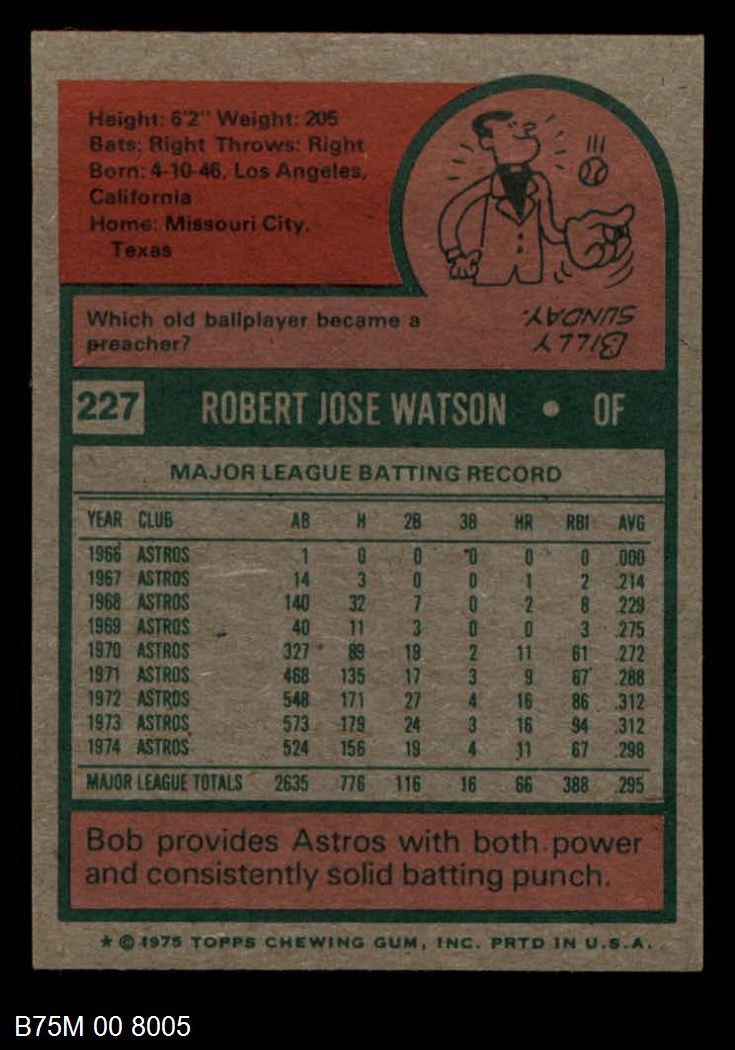 Height: 6'2" Weight: 205
Bats: Right Throws: Right
Born: 4-10-46, Los Angeles,
California
Home: Missouri City,
Texas
Which old ballplayer became a
preacher?
BILLY
SUNDAY.
227 ROBERT JOSE WATSON • OF
MAJOR LEAGUE BATTING RECORD
YEAR CLUB AB H 2B 3B HR RBI AVG
1966 ASTROS 1 0 0 0 0 0 .000
1967 ASTROS 14 3 0 0 1 2 .214
1968 ASTROS 140 32 7 0 2 8 .229
1969 ASTROS 40 11 3 0 0 3 .275
1970 ASTROS 327 89 19 2 11 61 .272
1971 ASTROS 468 135 17 3 9 67 .288
1972 ASTROS 548 171 27 4 16 86 .312
1973 ASTROS 573 179 24 3 16 94 .312
1974 ASTROS 524 156 19 4 11 67 .298
MAJOR LEAGUE TOTALS 2635 776 116 16 66 388 .295
Bob provides Astros with both power
and consistently solid batting punch.
* © 1975 TOPPS CHEWING GUM, INC. PRTD IN U.S.A.
B75M 00 8005